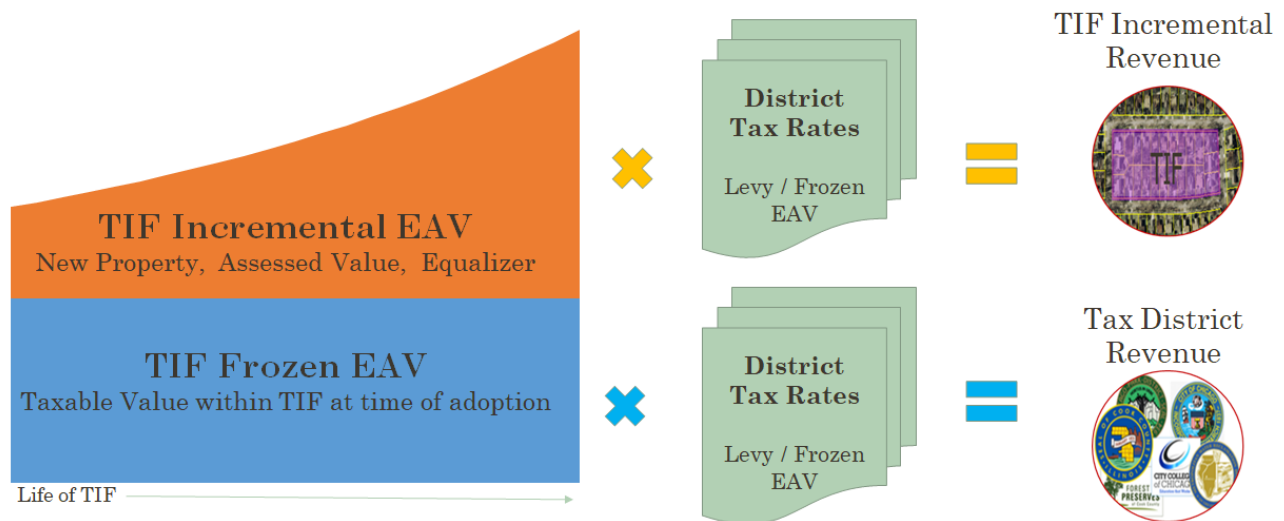 TIF Incremental EAV
New Property, Assessed Value, Equalizer
TIF Frozen EAV
Taxable Value within TIF at time of adoption
Life of TIF
District
Tax Rates
Levy / Frozen
EAV
TIF Incremental
Revenue
TIF
District
Tax Rates
Levy / Frozen
EAV
Tax District
Revenue
CITY COLLEG
of CHICAGO
FOREST
PRESERVES